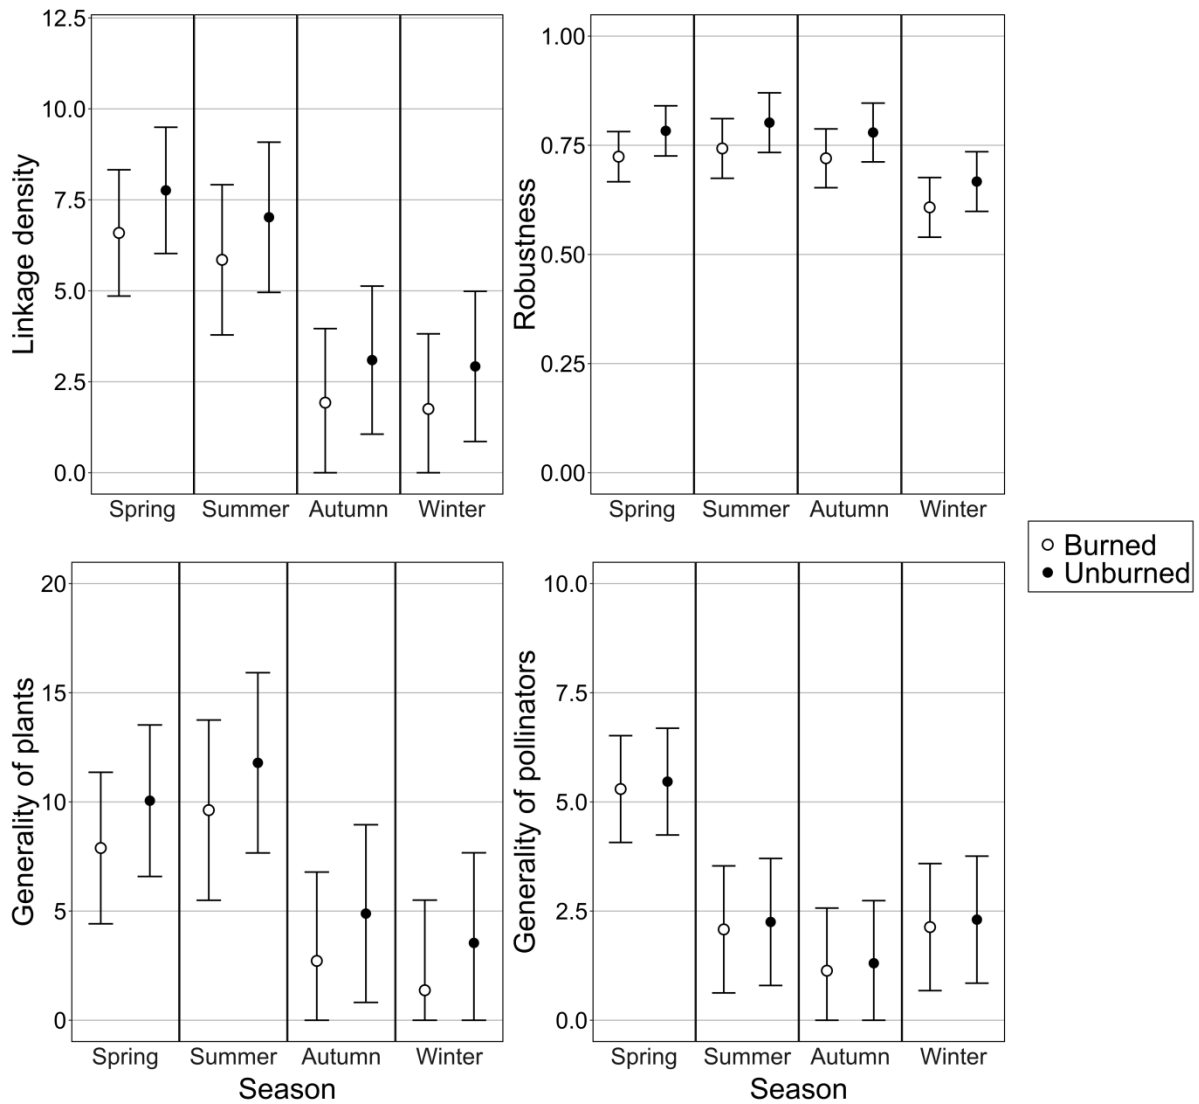 Linkage density
12.5
10.0
7.5
5.0
2.5
0.0
Spring Summer Autumn Winter
Robustness
1.00
0.75
0.50
0.25
0.00
Spring Summer Autumn Winter
Burned
Unburned
Generality of plants
20
15
10
5
0
Spring Summer Autumn Winter
Season
Generality of pollinators
10.0
7.5
5.0
2.5
0.0
Spring Summer Autumn Winter
Season